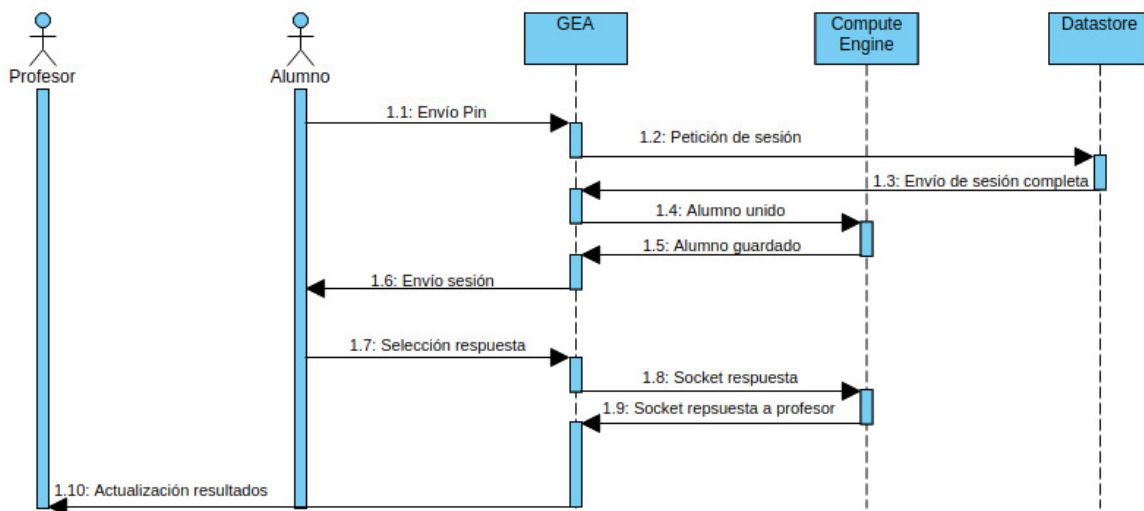 GEA
Compute
Engine
Datastore
Profesor
Alumno
1.1: Envío Pin
1.2: Petición de sesión
1.3: Envío de sesión completa
1.4: Alumno unido
1.5: Alumno guardado
1.6: Envío sesión
1.7: Selección respuesta
1.8: Socket respuesta
1.9: Socket repsuesta a profesor
1.10: Actualización resultados